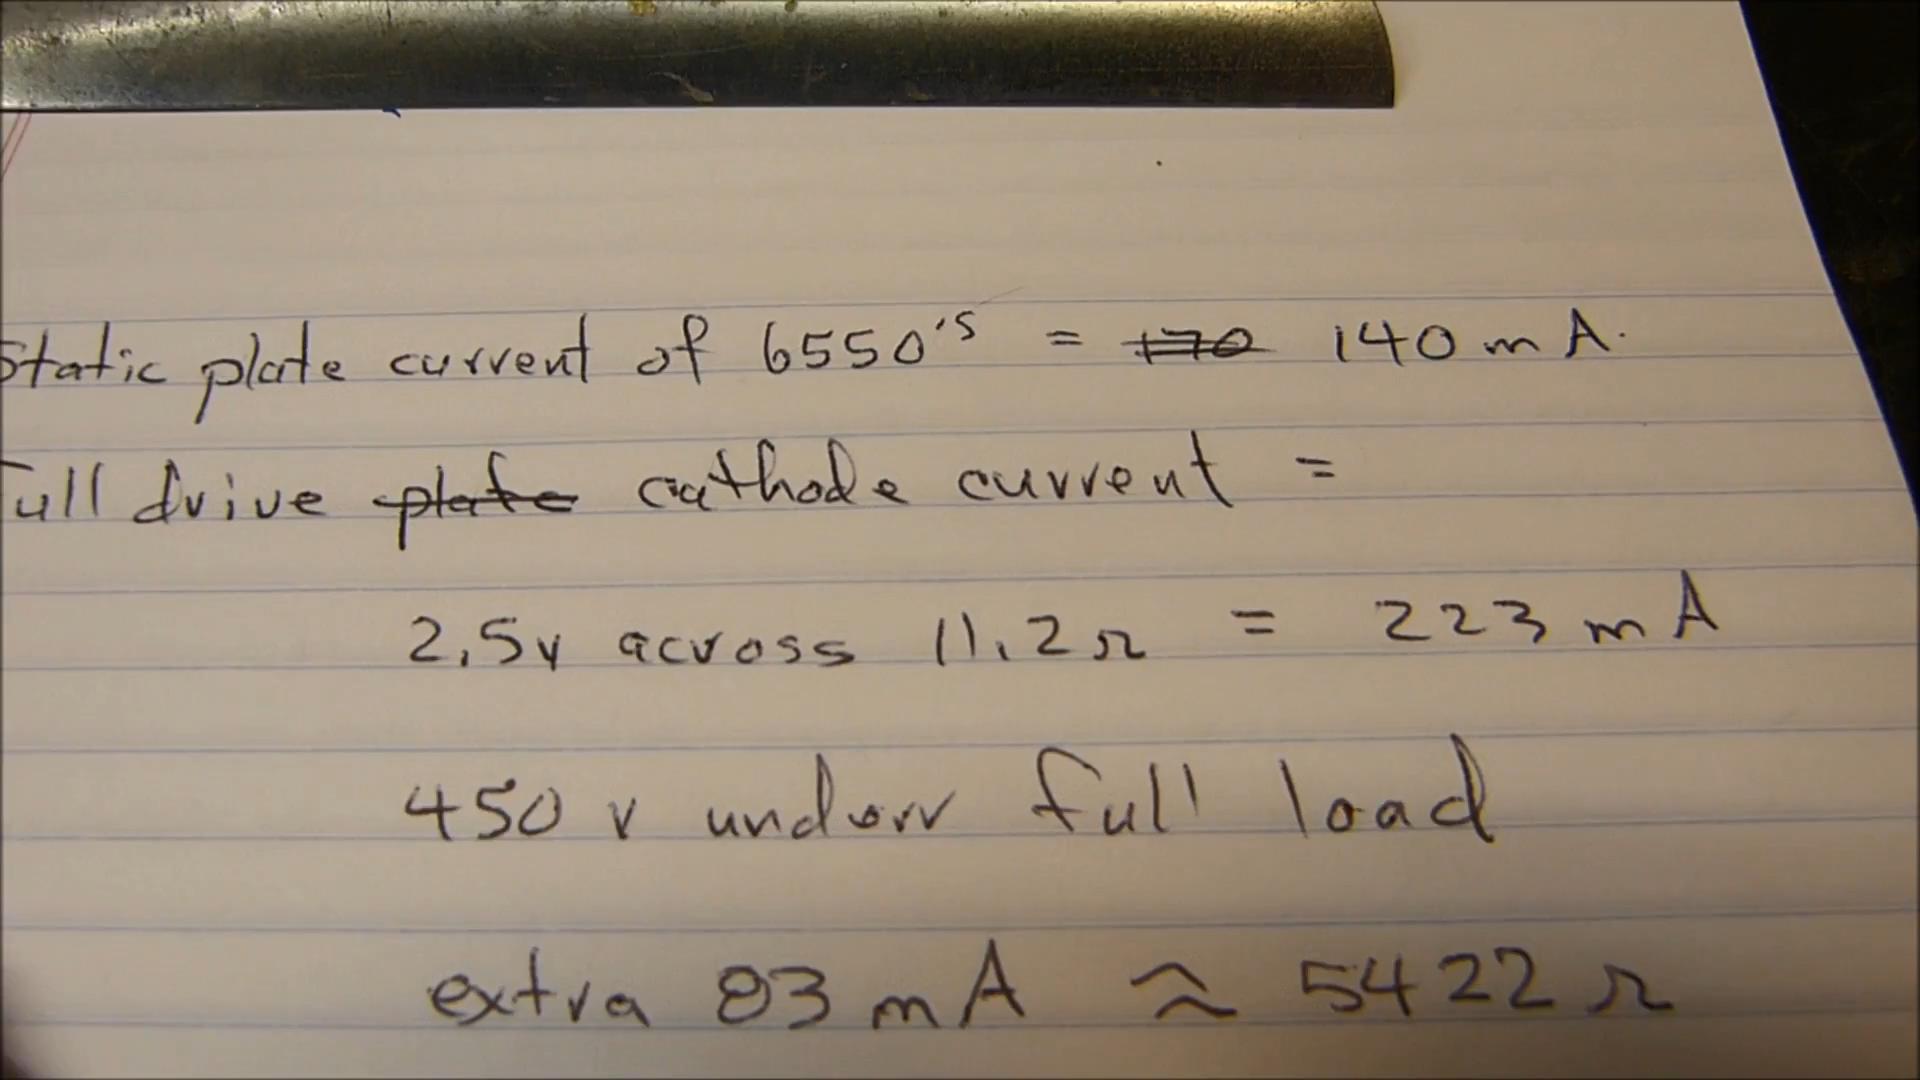 Static plate current of 6550's = 170 140 mA.
Full drive plate cathode current =
2.5v across 11.2Ω = 223 mA
450 v underr full load
extra 83 mA ≈ 5422 Ω